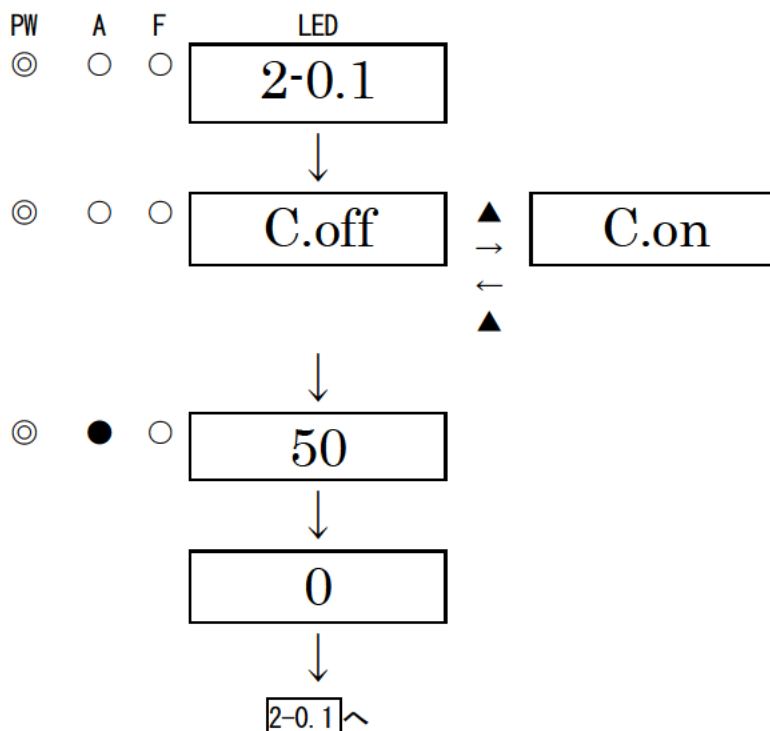 PW A F LED
◎ ○ ○ 2-0.1
↓
◎ ○ ○ C.off ▲ C.on
→
←
▲
↓
◎ ● ○ 50
↓
0
↓
2-0.1へ